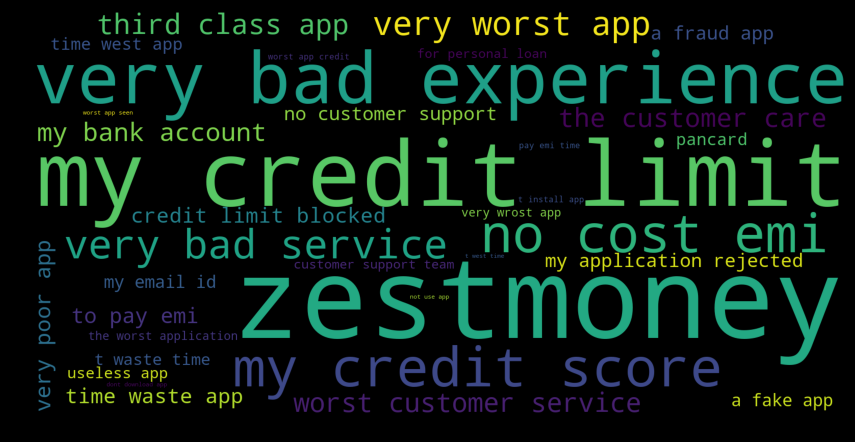 third class app
very worst app
a fraud app
time west app
worst app credit
for personal loan
very bad experience
worst app seen
no customer support
the customer care
my bank account
pancard
pay emi time
my credit limit
t install app
credit limit blocked
very wrost app
no cost emi
very bad service
t west time
my application rejected
customer support team
zestmoney
my email id
not use app
to pay emi
the worst application
very poor app
t waste time
my credit score
useless app
time waste app
worst customer service
a fake app